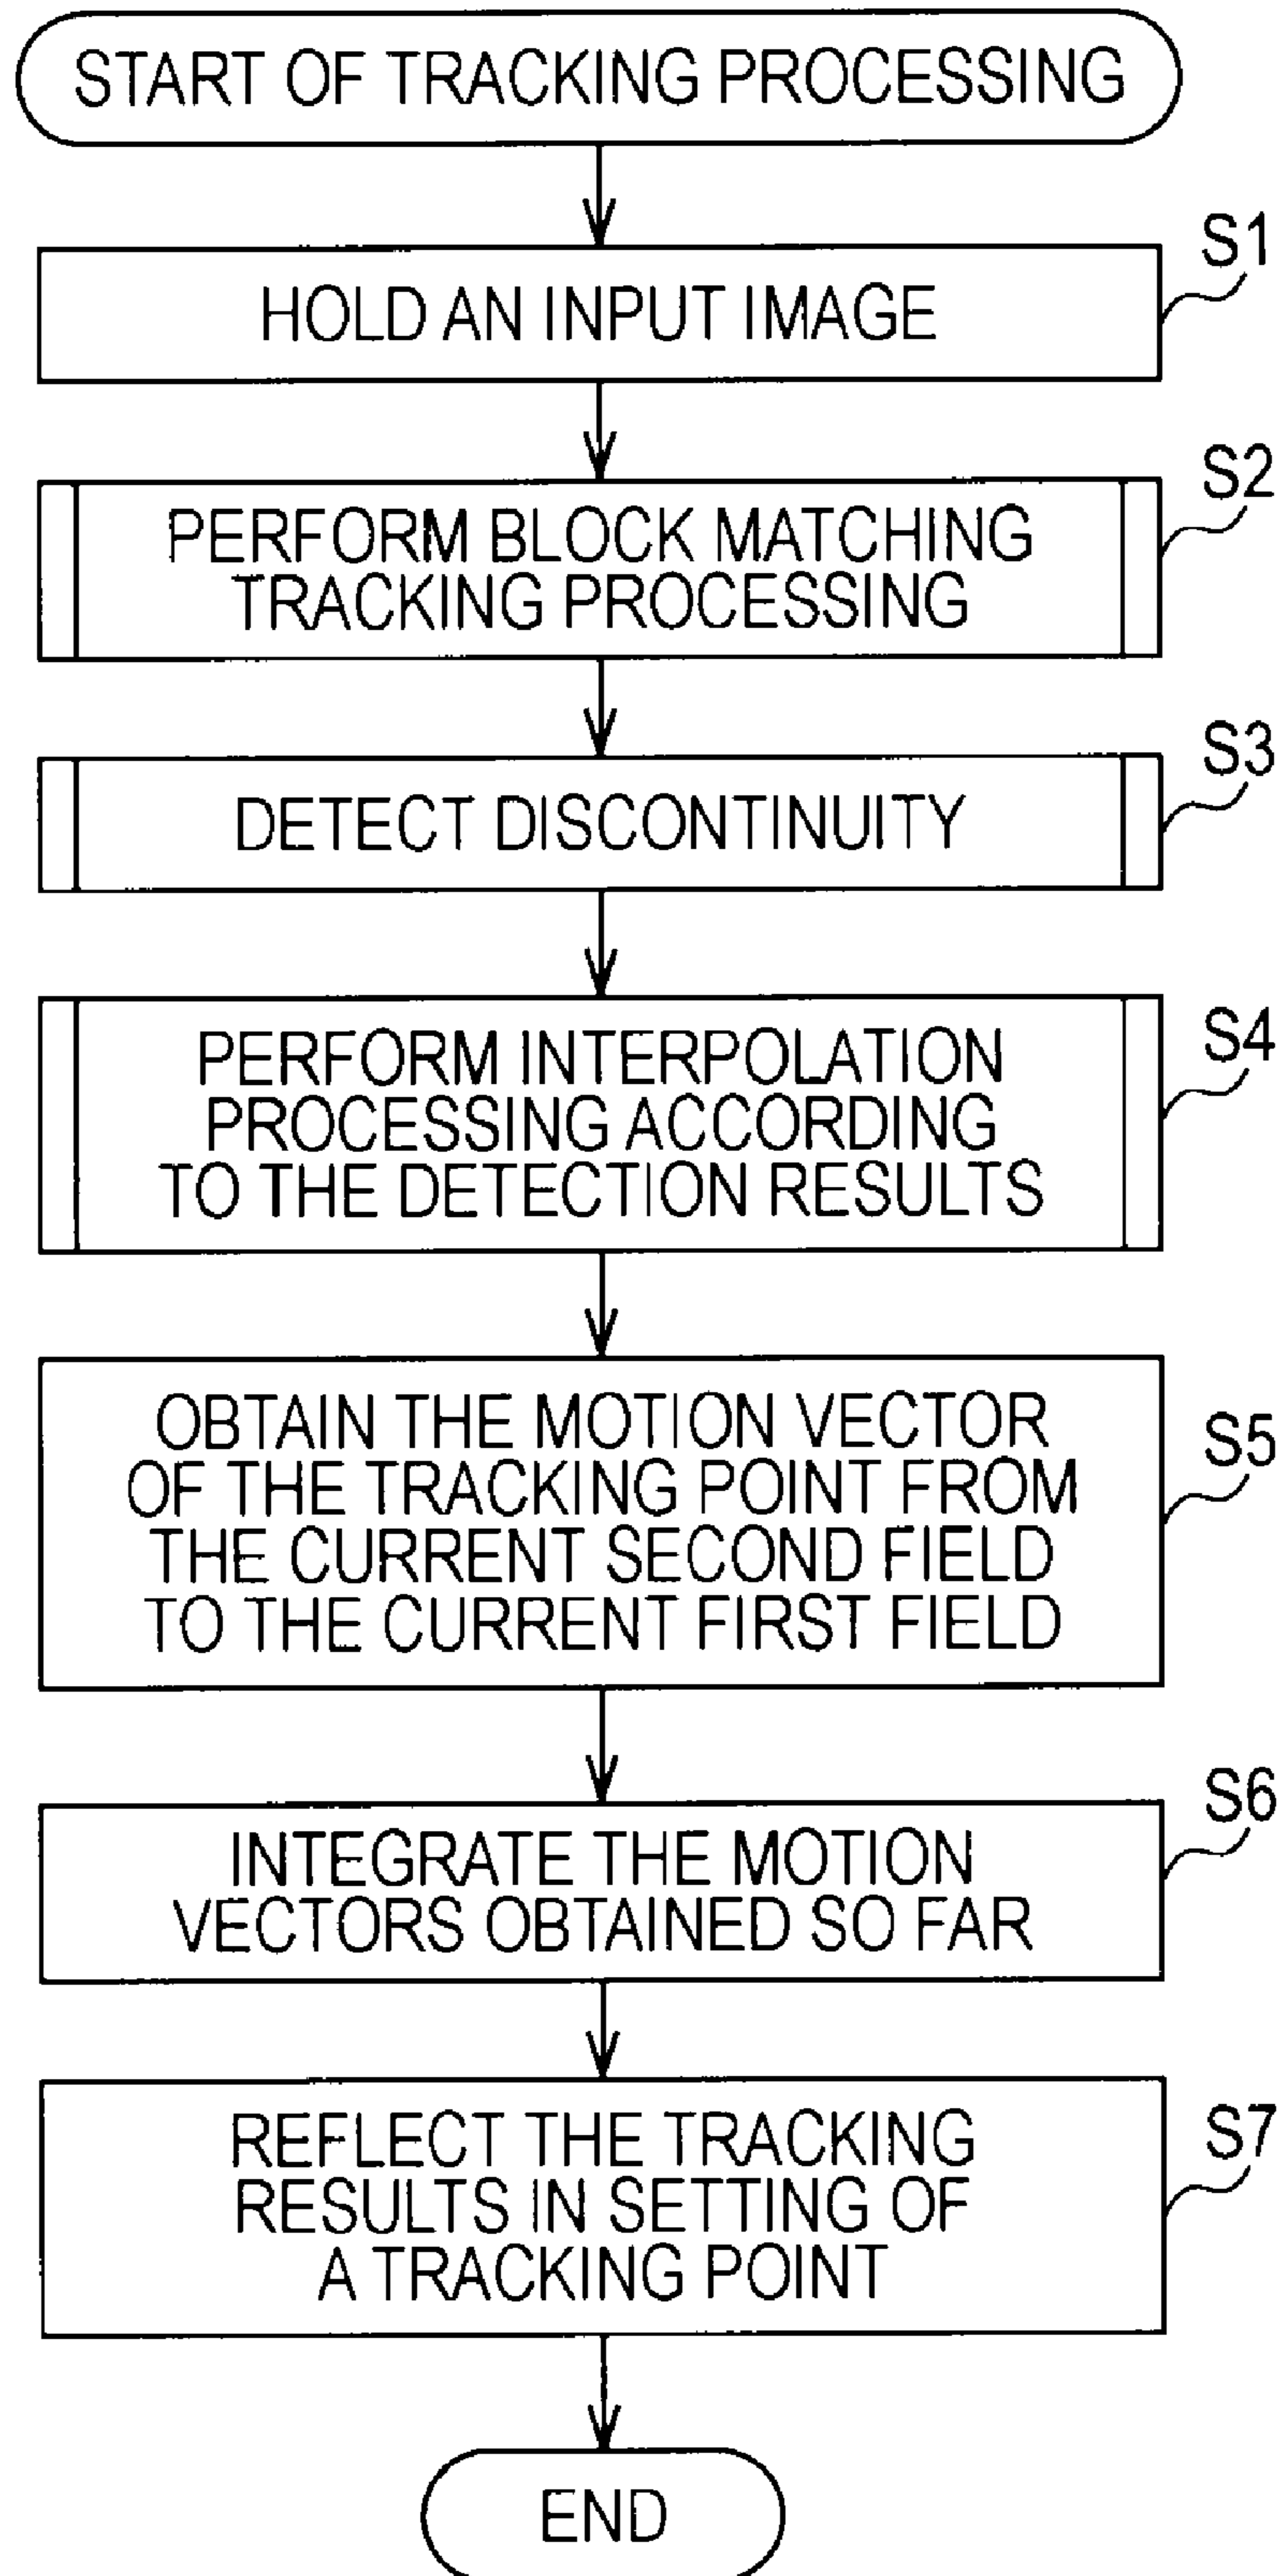 START OF TRACKING PROCESSING
S1
HOLD AN INPUT IMAGE
S2
PERFORM BLOCK MATCHING
TRACKING PROCESSING
S3
DETECT DISCONTINUITY
S4
PERFORM INTERPOLATION
PROCESSING ACCORDING
TO THE DETECTION RESULTS
S5
OBTAIN THE MOTION VECTOR
OF THE TRACKING POINT FROM
THE CURRENT SECOND FIELD
TO THE CURRENT FIRST FIELD
S6
INTEGRATE THE MOTION
VECTORS OBTAINED SO FAR
S7
REFLECT THE TRACKING
RESULTS IN SETTING OF
A TRACKING POINT
END